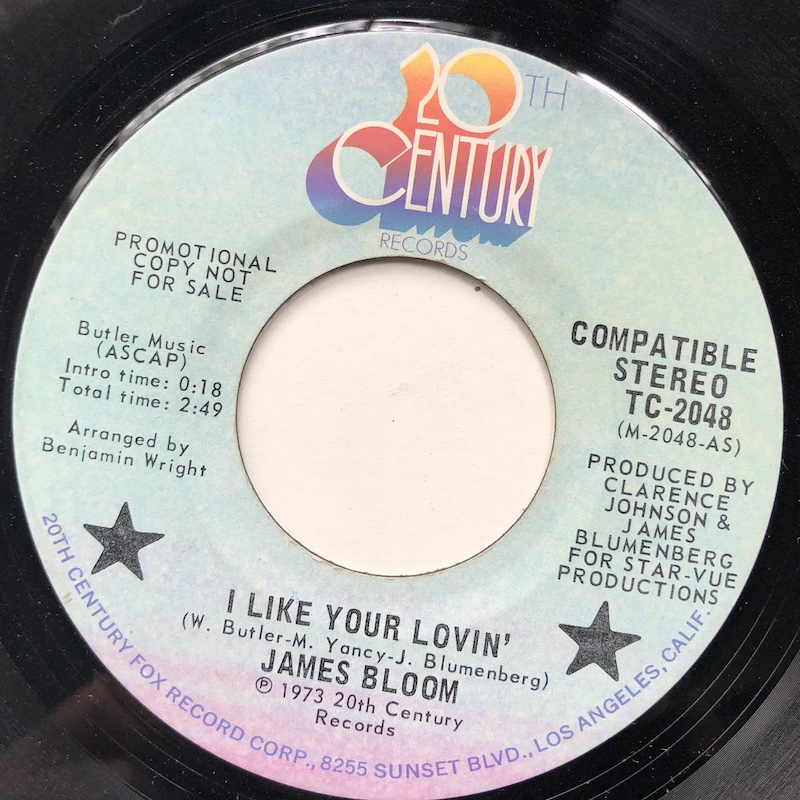 20TH
CENTURY
RECORDS
PROMOTIONAL
COPY NOT
FOR SALE
Butler Music
(ASCAP)
Intro time: 0:18
Total time: 2:49
Arranged by
Benjamin Wright
COMPATIBLE
STEREO
TC-2048
(M-2048-AS)
PRODUCED BY
CLARENCE
JOHNSON &
JAMES
BLUMENBERG
FOR STAR-VUE
PRODUCTIONS
I LIKE YOUR LOVIN'
(W. Butler-M. Yancy-J. Blumenberg)
JAMES BLOOM
℗ 1973 20th Century
Records
20TH CENTURY FOX RECORD CORP., 8255 SUNSET BLVD., LOS ANGELES, CALIF.